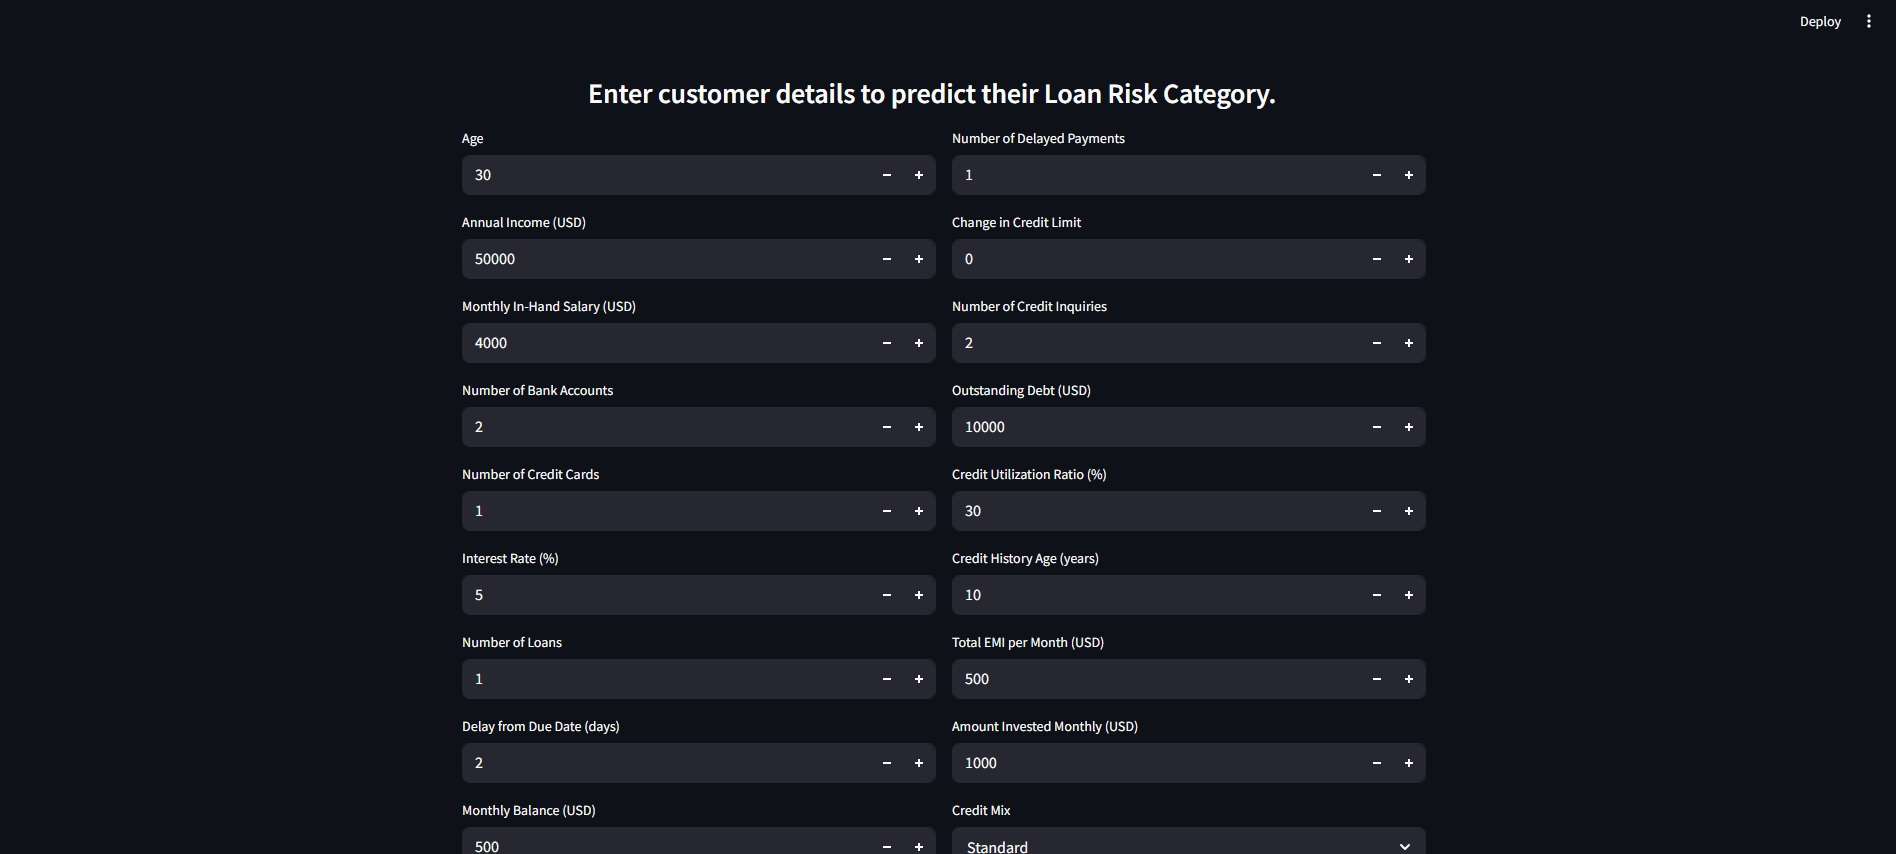 Deploy
Enter customer details to predict their Loan Risk Category.
Age
30
Number of Delayed Payments
1
Annual Income (USD)
50000
Change in Credit Limit
0
Monthly In-Hand Salary (USD)
4000
Number of Credit Inquiries
2
Number of Bank Accounts
2
Outstanding Debt (USD)
10000
Number of Credit Cards
1
Credit Utilization Ratio (%)
30
Interest Rate (%)
5
Credit History Age (years)
10
Number of Loans
1
Total EMI per Month (USD)
500
Delay from Due Date (days)
2
Amount Invested Monthly (USD)
1000
Monthly Balance (USD)
500
Credit Mix
Standard